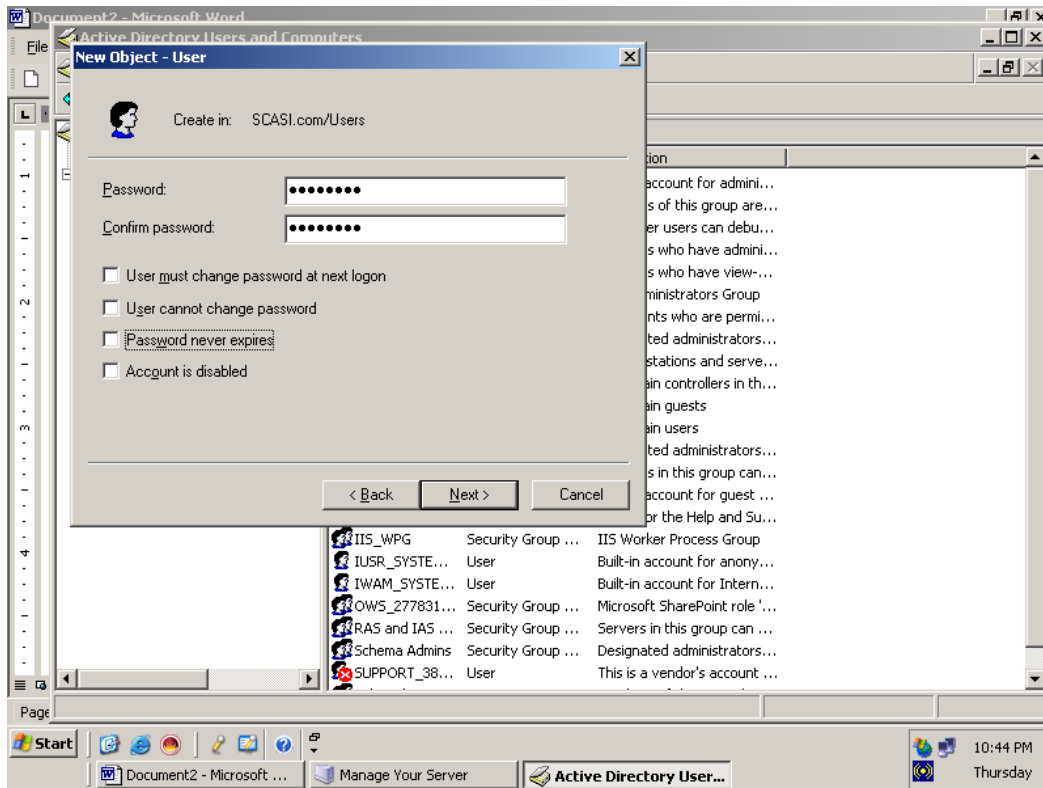 Document2 - Microsoft Word
File
Active Directory Users and Computers
New Object - User
Create in: SCASI.com/Users
Password: ●●●●●●●●
Confirm password: ●●●●●●●●
User must change password at next logon
User cannot change password
Password never expires
Account is disabled
< Back
Next >
Cancel
tion
account for admini...
s of this group are...
er users can debu...
s who have admini...
s who have view-...
ministrators Group
nts who are permi...
ted administrators...
stations and serve...
ain controllers in th...
ain guests
ain users
ted administrators...
s in this group can...
account for guest ...
or the Help and Su...
IIS_WPG Security Group ... IIS Worker Process Group
IUSR_SYSTE... User Built-in account for anony...
IWAM_SYSTE... User Built-in account for Intern...
OWS_277831... Security Group ... Microsoft SharePoint role '...
RAS and IAS ... Security Group ... Servers in this group can ...
Schema Admins Security Group ... Designated administrators...
SUPPORT_38... User This is a vendor's account ...
1
2
3
4
Page
Start
10:44 PM
Document2 - Microsoft ...
Manage Your Server
Active Directory User...
Thursday